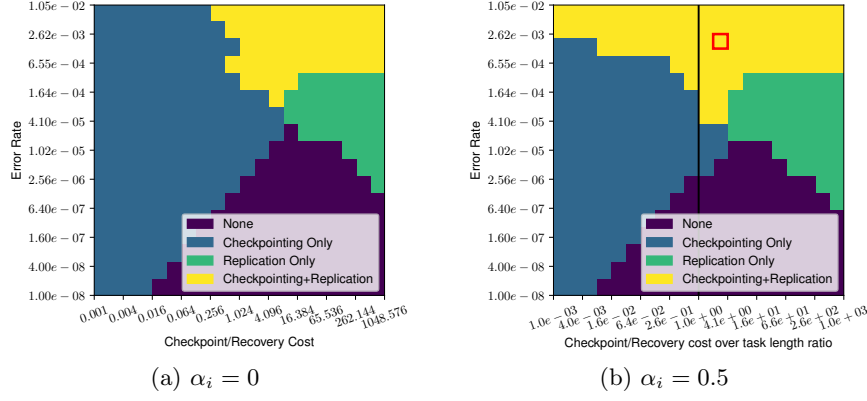 1.05e − 02
2.62e − 03
6.55e − 04
1.64e − 04
4.10e − 05
1.02e − 05
2.56e − 06
6.40e − 07
1.60e − 07
4.00e − 08
1.00e − 08
Error Rate
None
Checkpointing Only
Replication Only
Checkpointing+Replication
0.001
0.004
0.016
0.064
0.256
1.024
4.096
16.384
65.536
262.144
1048.576
Checkpoint/Recovery Cost
(a) αᵢ = 0
1.05e − 02
2.62e − 03
6.55e − 04
1.64e − 04
4.10e − 05
1.02e − 05
2.56e − 06
6.40e − 07
1.60e − 07
4.00e − 08
1.00e − 08
Error Rate
None
Checkpointing Only
Replication Only
Checkpointing+Replication
1.0e − 03
4.0e − 03
1.6e − 02
6.4e − 02
2.6e − 01
1.0e + 00
4.1e + 00
1.6e + 01
6.6e + 01
2.6e + 02
1.0e + 03
Checkpoint/Recovery cost over task length ratio
(b) αᵢ = 0.5